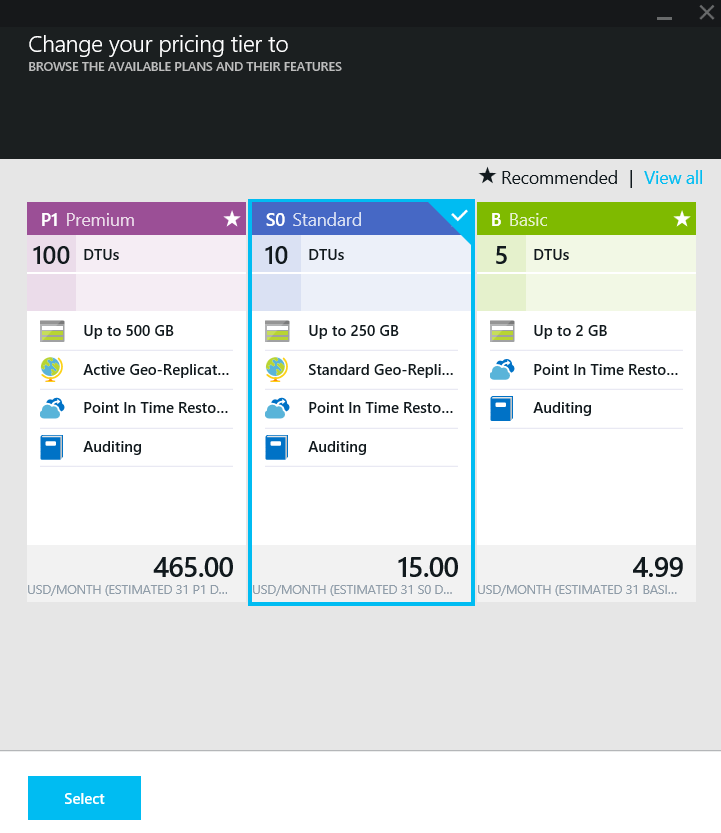 Change your pricing tier to
BROWSE THE AVAILABLE PLANS AND THEIR FEATURES
★ Recommended | View all
P1 Premium
100 DTUs
Up to 500 GB
Active Geo-Replicat...
Point In Time Resto...
Auditing
465.00
USD/MONTH (ESTIMATED 31 P1 D...
S0 Standard
10 DTUs
Up to 250 GB
Standard Geo-Repli...
Point In Time Resto...
Auditing
15.00
USD/MONTH (ESTIMATED 31 S0 D...
B Basic
5 DTUs
Up to 2 GB
Point In Time Resto...
Auditing
4.99
USD/MONTH (ESTIMATED 31 BASI...
Select